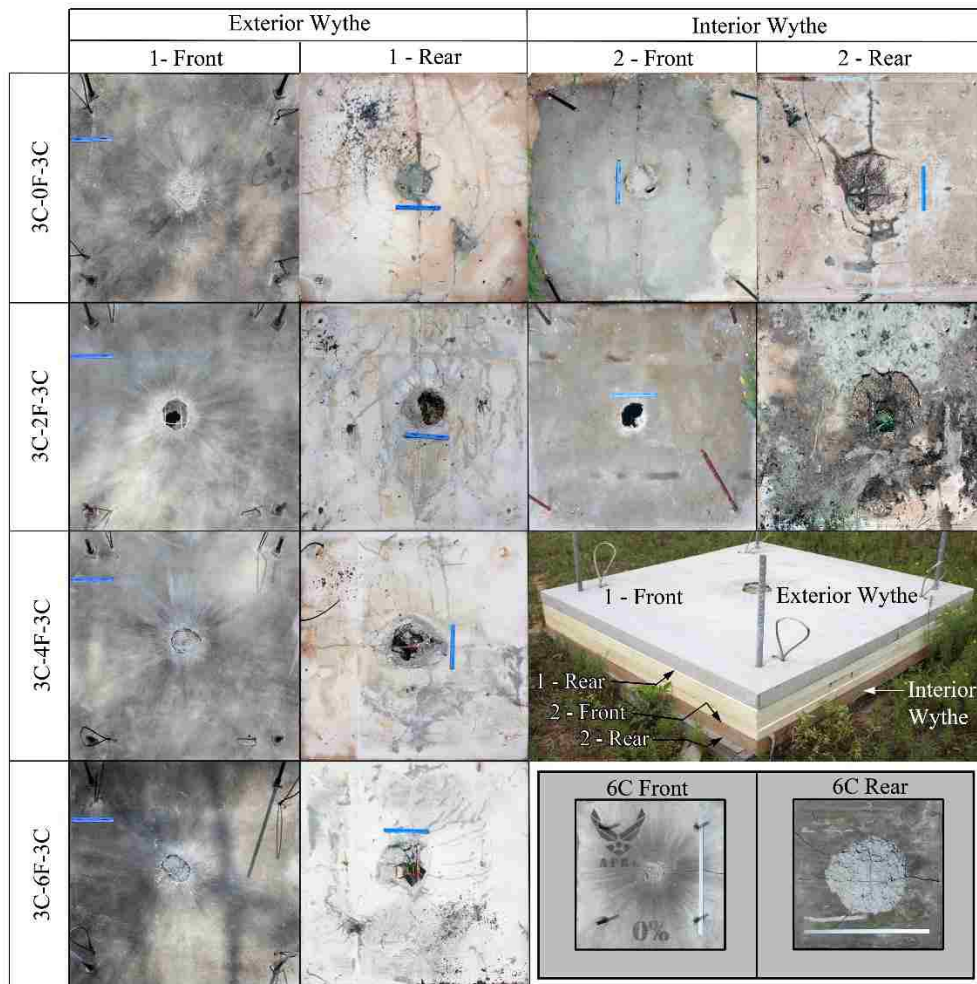 Exterior Wythe
Interior Wythe
1- Front
1 - Rear
2 - Front
2 - Rear
3C-0F-3C
3C-2F-3C
3C-4F-3C
1 - Front
Exterior Wythe
1 - Rear
2 - Front
2 - Rear
Interior
Wythe
3C-6F-3C
6C Front
6C Rear
0%